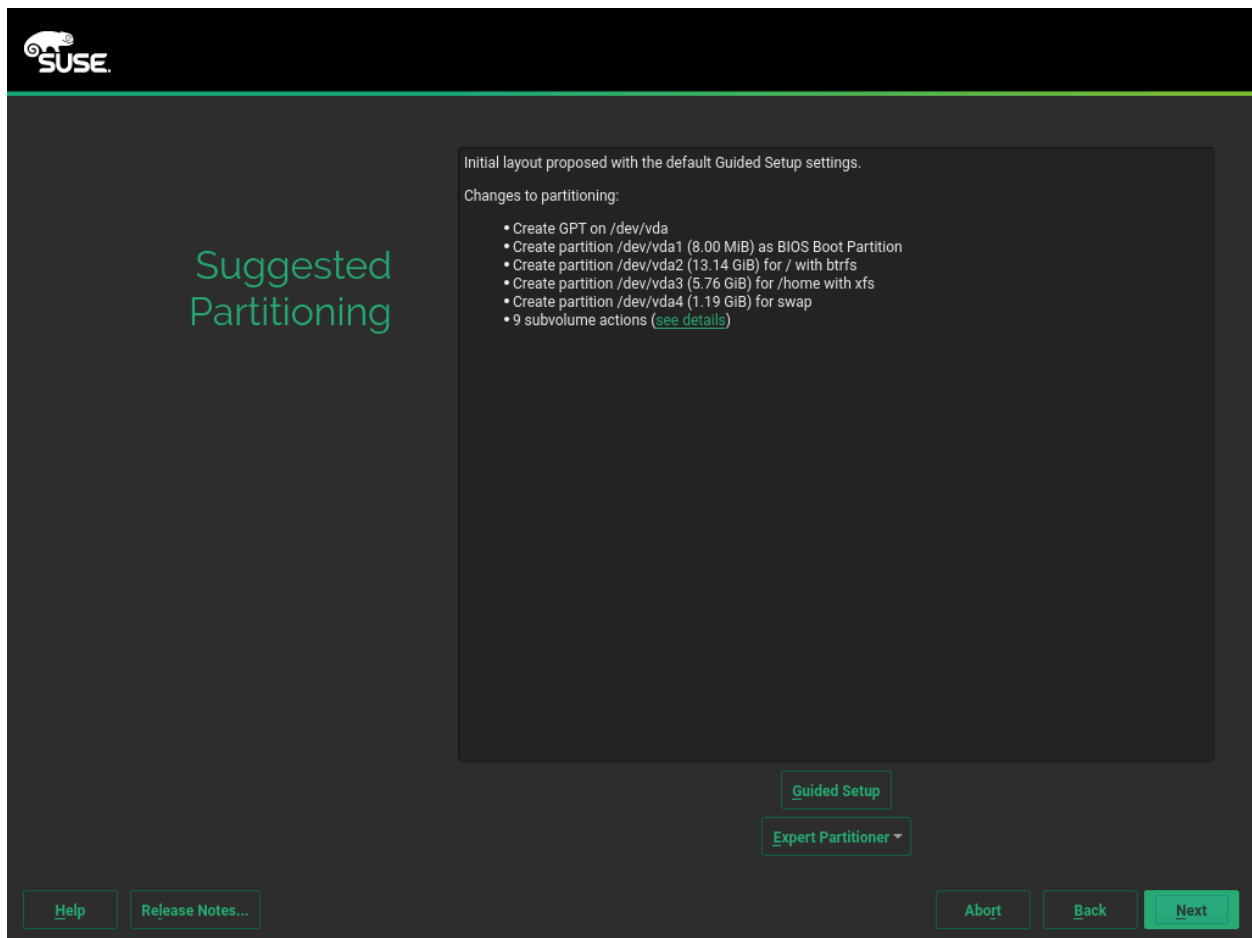 SUSE.
Suggested
Partitioning
Initial layout proposed with the default Guided Setup settings.
Changes to partitioning:
• Create GPT on /dev/vda
• Create partition /dev/vda1 (8.00 MiB) as BIOS Boot Partition
• Create partition /dev/vda2 (13.14 GiB) for / with btrfs
• Create partition /dev/vda3 (5.76 GiB) for /home with xfs
• Create partition /dev/vda4 (1.19 GiB) for swap
• 9 subvolume actions (see details)
Guided Setup
Expert Partitioner
Help
Release Notes...
Abort
Back
Next